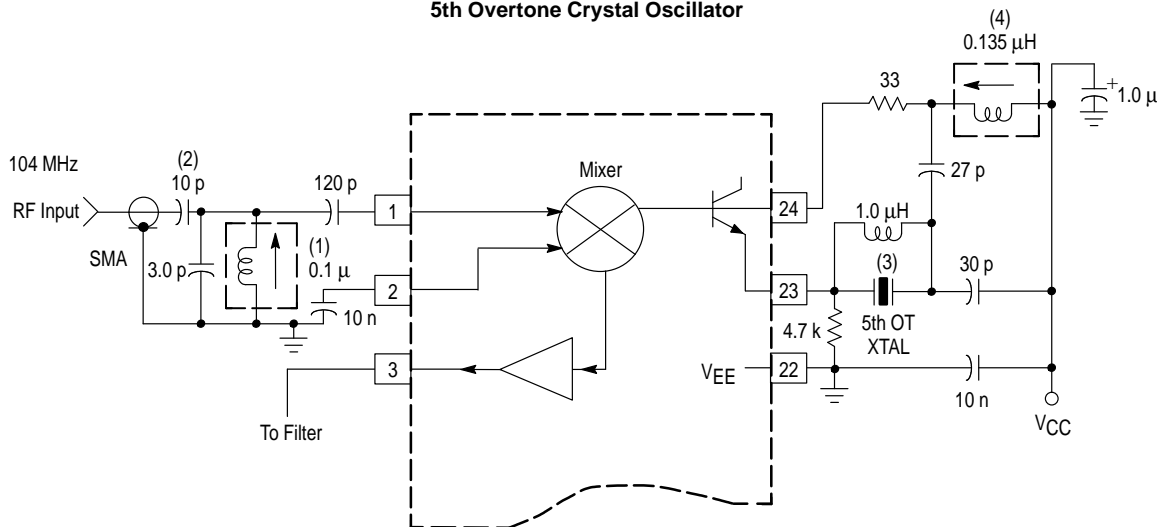 5th Overtone Crystal Oscillator
(4)
0.135 µH
33
+
1.0 µ
104 MHz
(2)
10 p
120 p
Mixer
27 p
RF Input
1
24
1.0 µH
SMA
3.0 p
(1)
0.1 µ
(3)
30 p
2
23
10 n
4.7 k
5th OT
XTAL
3
VEE
22
10 n
To Filter
VCC